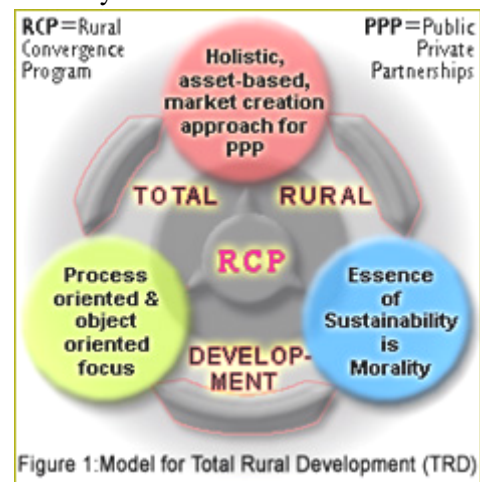 RCP=Rural
Convergence
Program
PPP=Public
Private
Partnerships
Holistic,
asset-based,
market creation
approach for
PPP
TOTAL RURAL
RCP
Process
oriented &
object
oriented
focus
Essence
of
Sustainability
is
Morality
DEVELOP-
MENT
Figure 1:Model for Total Rural Development (TRD)